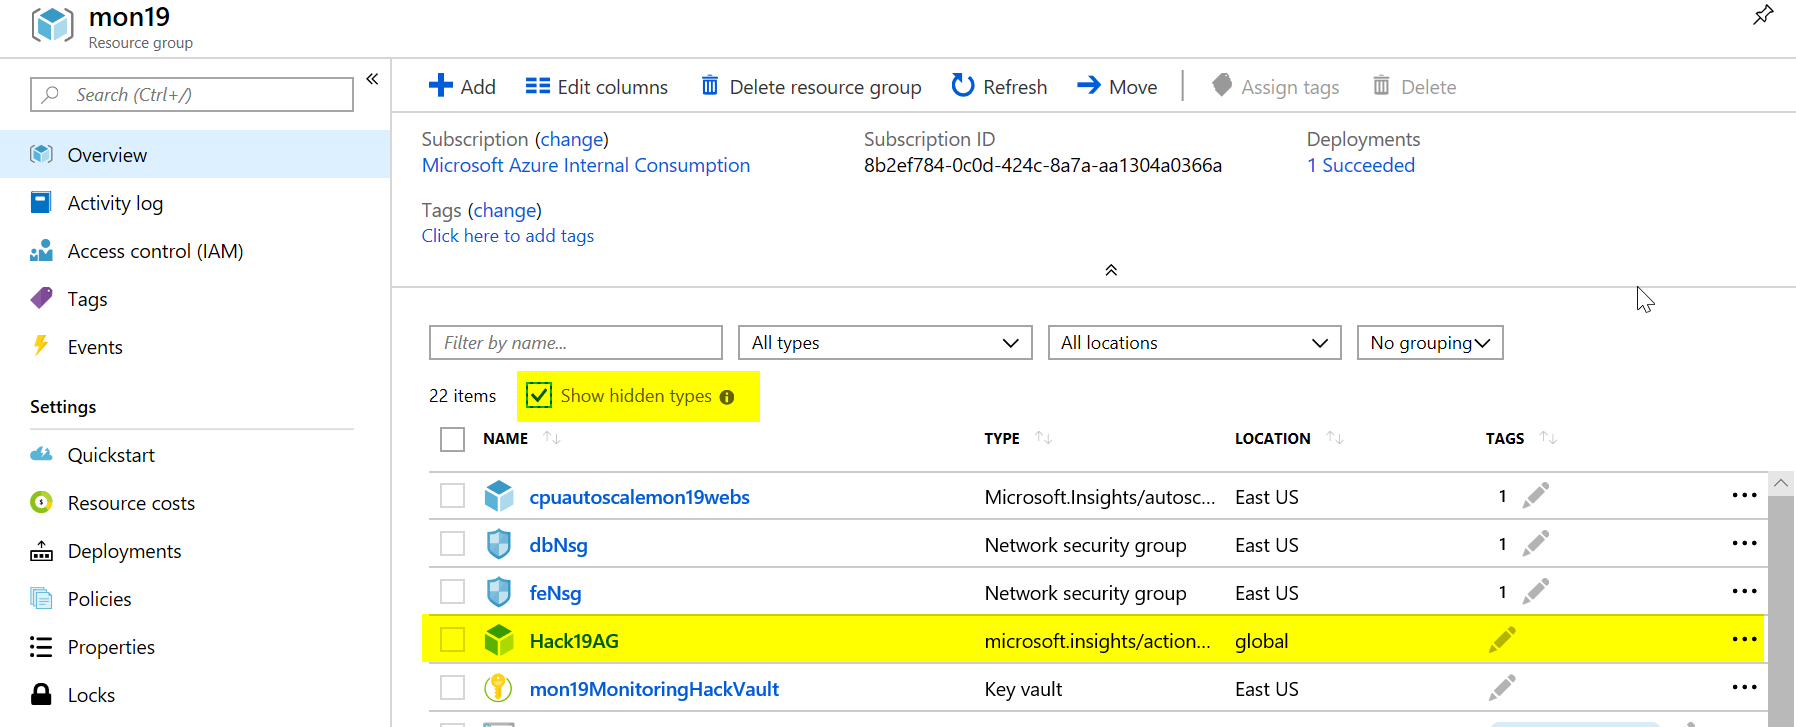 mon19
Resource group
Search (Ctrl+/)
Overview
Activity log
Access control (IAM)
Tags
Events
Settings
Quickstart
Resource costs
Deployments
Policies
Properties
Locks
Add Edit columns Delete resource group Refresh Move Assign tags Delete
Subscription (change) Subscription ID Deployments
Microsoft Azure Internal Consumption 8b2ef784-0c0d-424c-8a7a-aa1304a0366a 1 Succeeded
Tags (change)
Click here to add tags
Filter by name... All types All locations No grouping
22 items Show hidden types
NAME TYPE LOCATION TAGS
cpuautoscalemon19webs Microsoft.Insights/autosc... East US 1
dbNsg Network security group East US 1
feNsg Network security group East US 1
Hack19AG microsoft.insights/action... global
mon19MonitoringHackVault Key vault East US